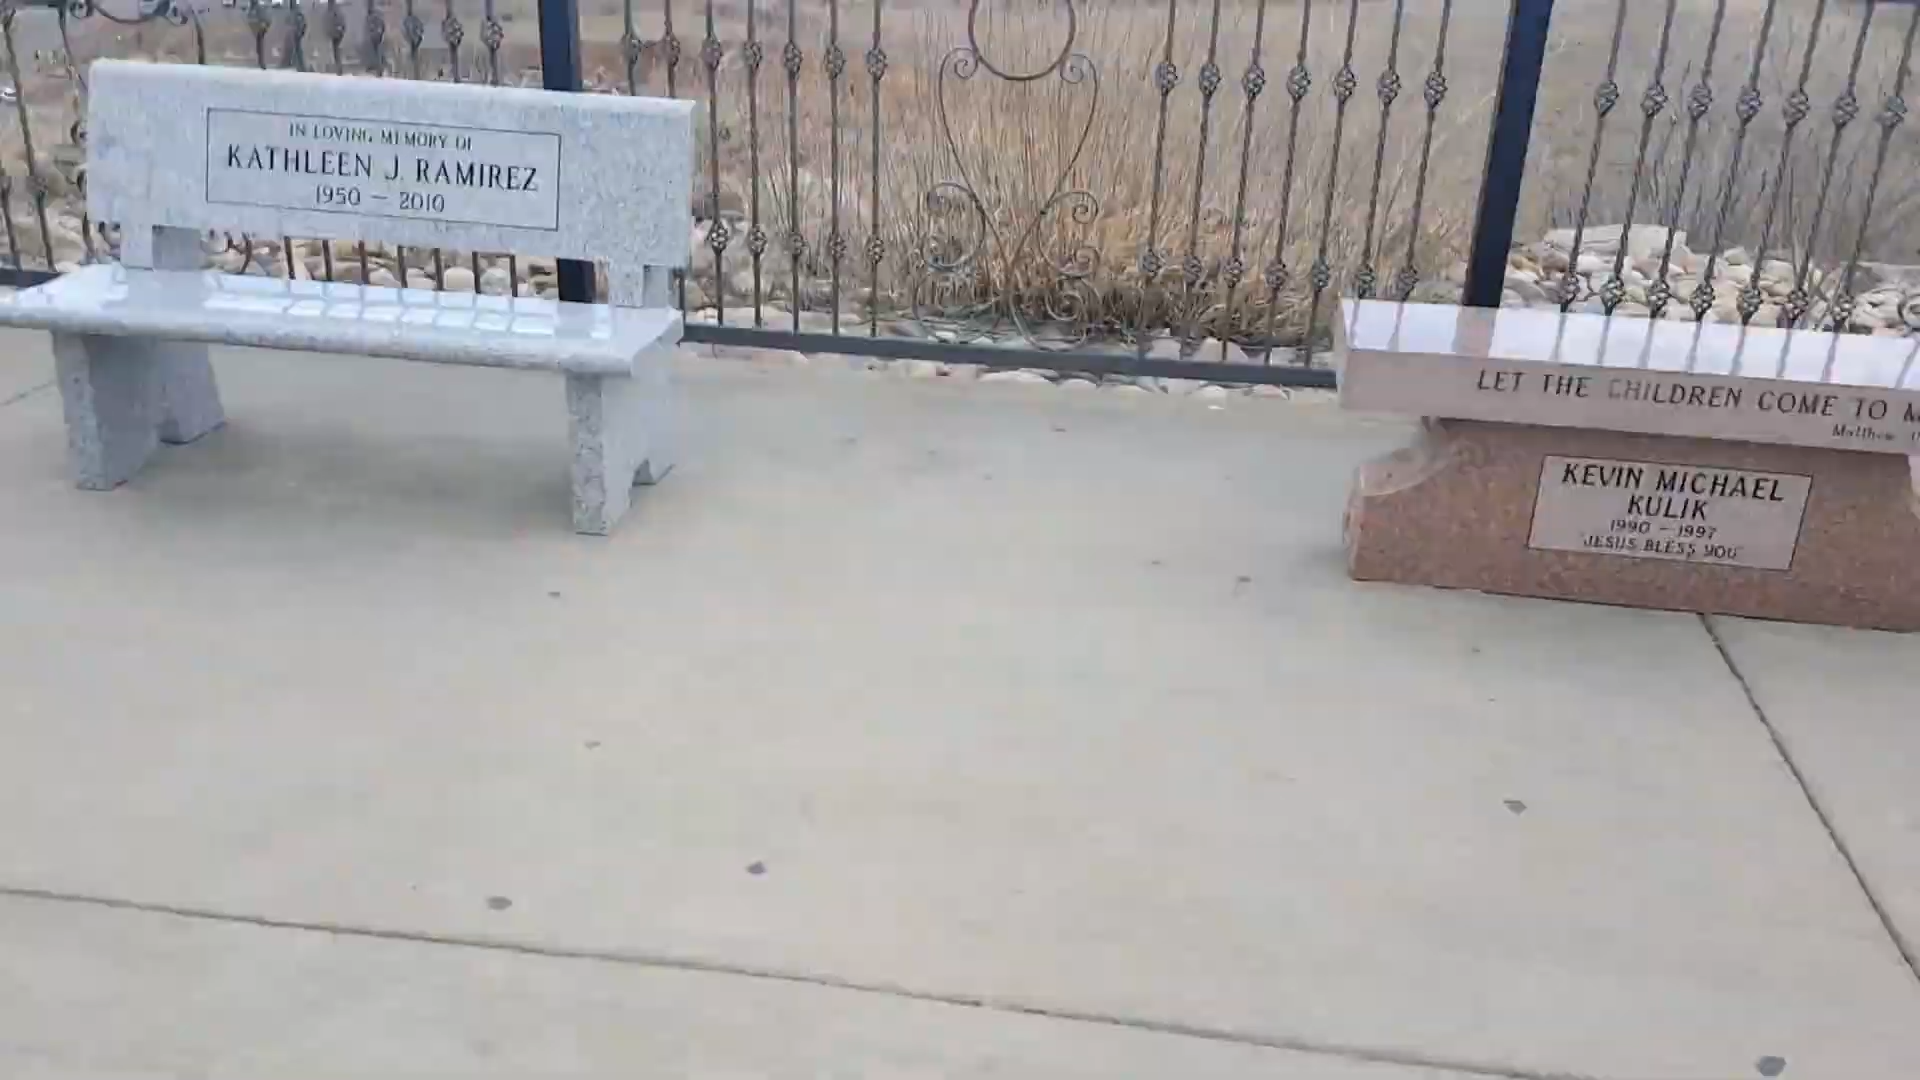 IN LOVING MEMORY OF
KATHLEEN J. RAMIREZ
1950 — 2010
LET THE CHILDREN COME TO
Matthew
KEVIN MICHAEL
KULIK
1990 — 1997
"JESUS BLESS YOU"